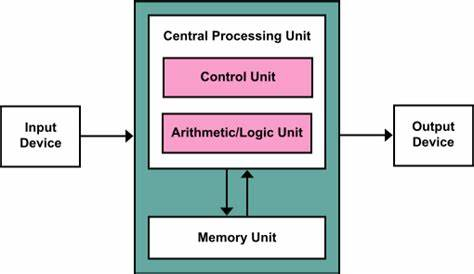 Central Processing Unit
Control Unit
Arithmetic/Logic Unit
Input
Device
Output
Device
Memory Unit